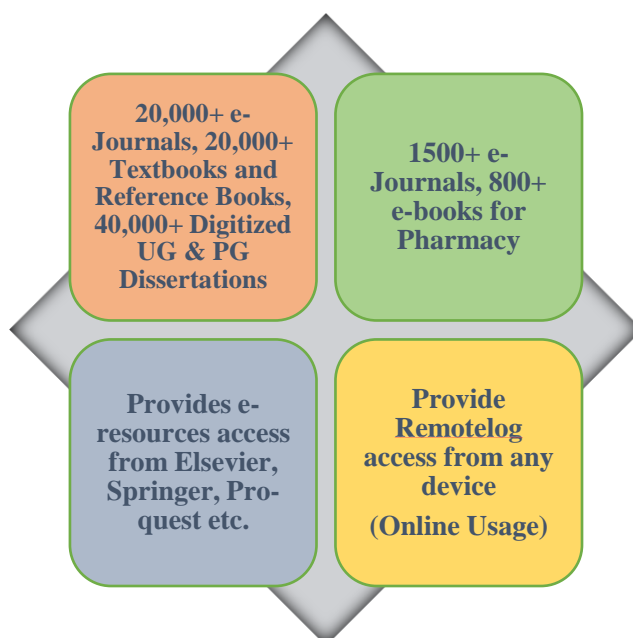 20,000+ e-
Journals, 20,000+
Textbooks and
Reference Books,
40,000+ Digitized
UG & PG
Dissertations
1500+ e-
Journals, 800+
e-books for
Pharmacy
Provides e-
resources access
from Elsevier,
Springer, Pro-
quest etc.
Provide
Remotelog
access from any
device
(Online Usage)